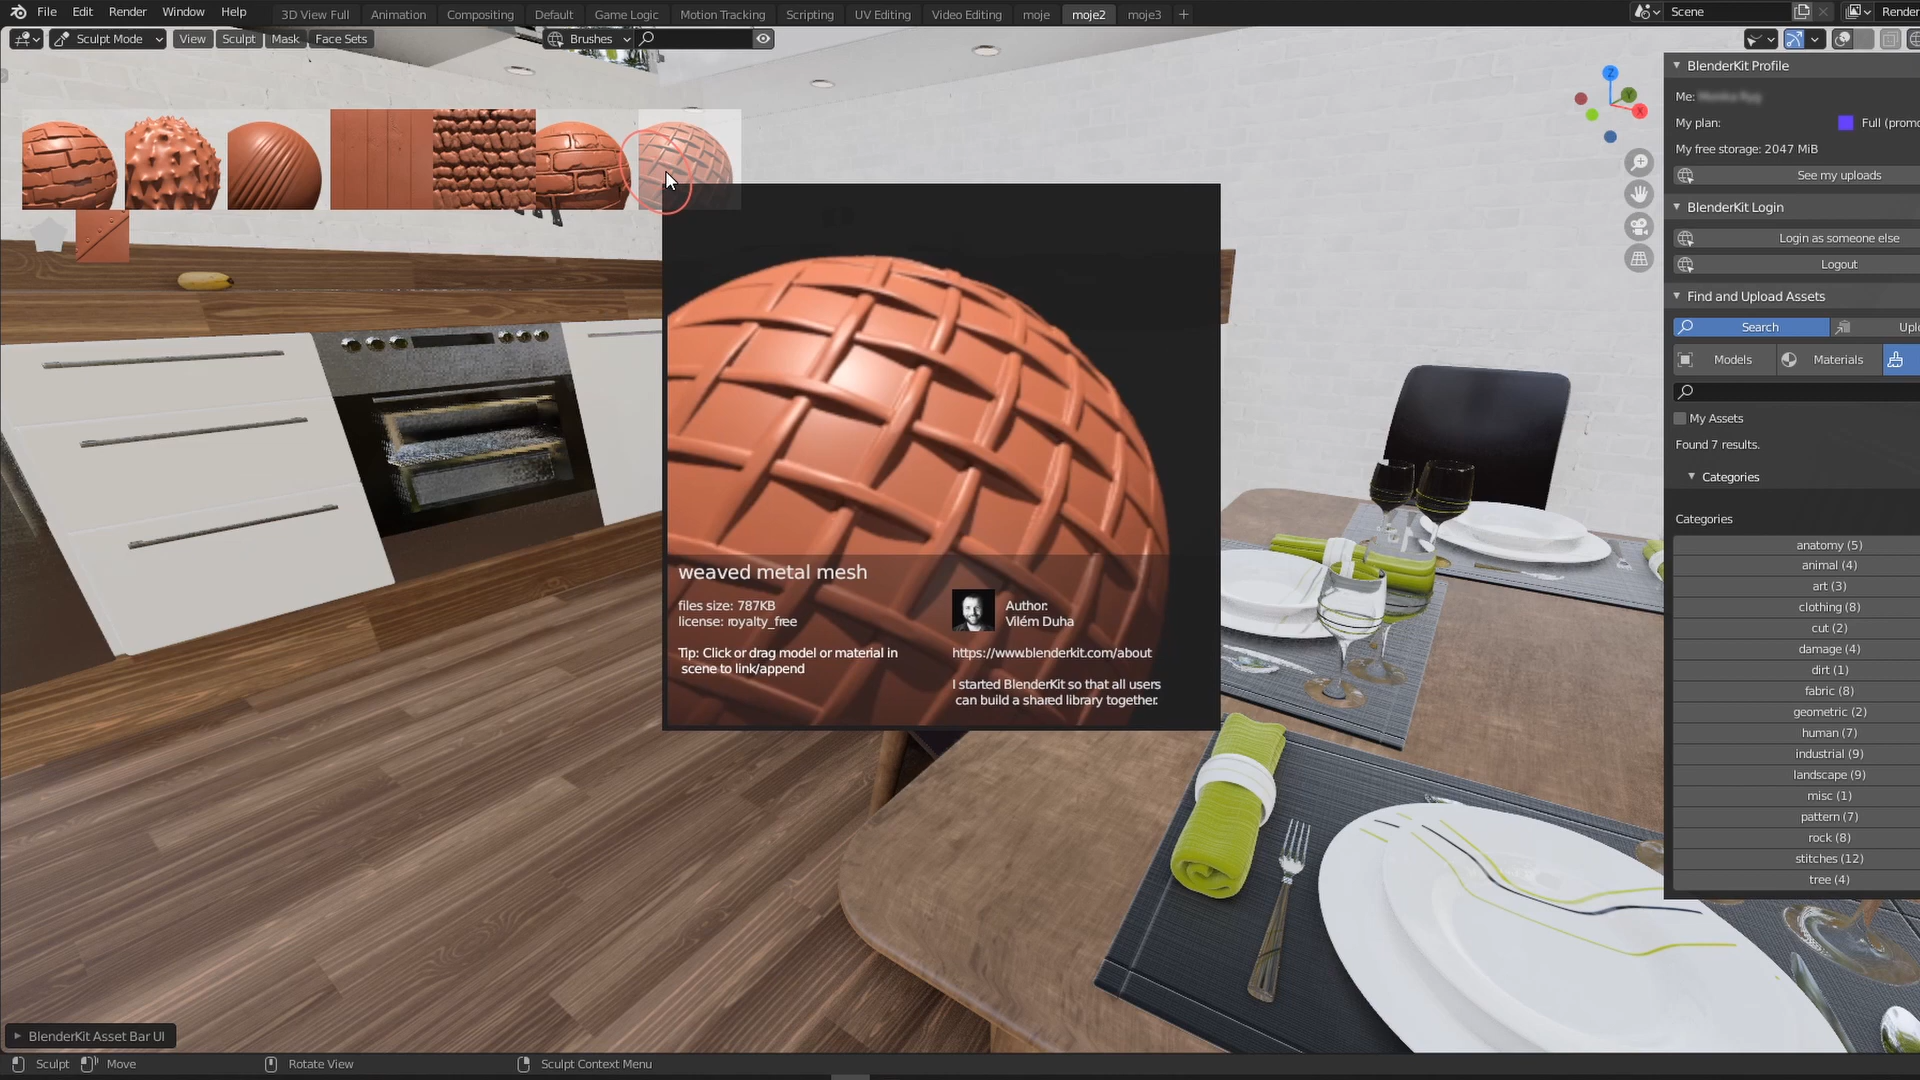 File Edit Render Window Help 3D View Full Animation Compositing Default Game Logic Motion Tracking Scripting UV Editing Video Editing moje moje2 moje3 + Scene Render
Sculpt Mode View Sculpt Mask Face Sets Brushes
Z
Y
X
BlenderKit Profile
Me:
My plan: Full (promo
My free storage: 2047 MiB
See my uploads
BlenderKit Login
Login as someone else
Logout
Find and Upload Assets
Search Uplo
Models Materials
My Assets
Found 7 results.
Categories
Categories
anatomy (5)
animal (4)
art (3)
clothing (8)
cut (2)
damage (4)
dirt (1)
fabric (8)
geometric (2)
human (7)
industrial (9)
landscape (9)
misc (1)
pattern (7)
rock (8)
stitches (12)
tree (4)
weaved metal mesh
files size: 787KB
license: royalty_free
Tip: Click or drag model or material in
scene to link/append
Author:
Vilém Duha
https://www.blenderkit.com/about
I started BlenderKit so that all users
can build a shared library together.
BlenderKit Asset Bar UI
Sculpt Move Rotate View Sculpt Context Menu